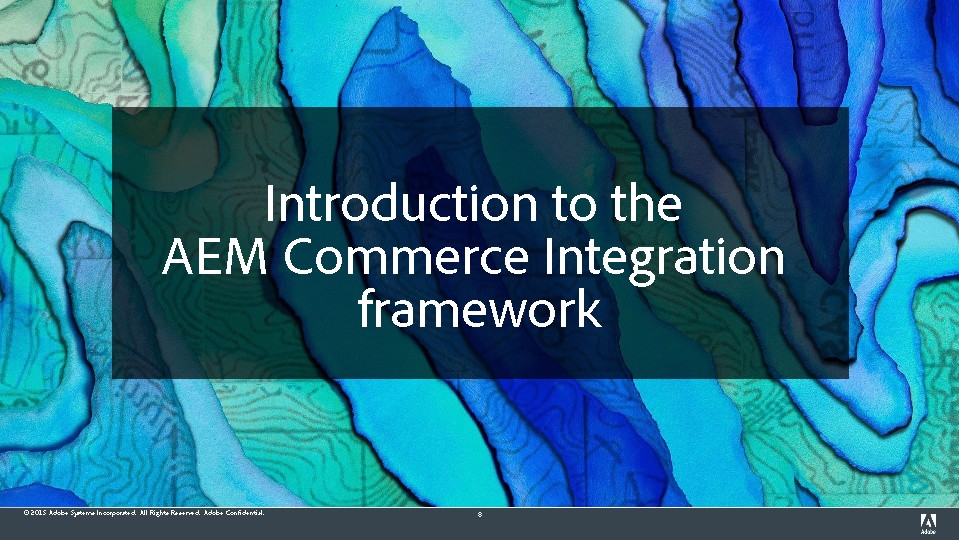 Introduction to the
AEM Commerce Integration
framework
© 2015 Adobe Systems Incorporated. All Rights Reserved. Adobe Confidential.
8
Adobe